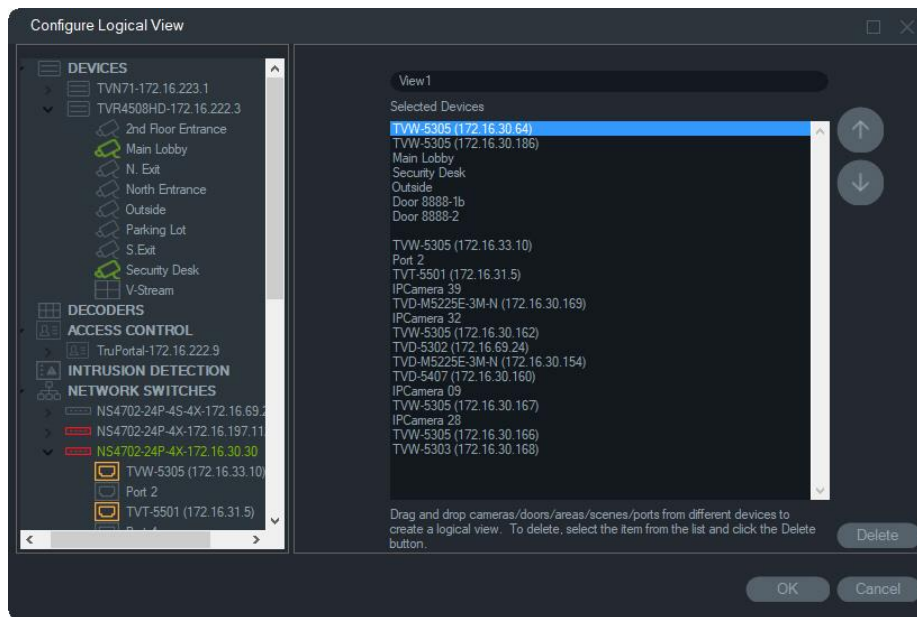 Configure Logical View
DEVICES
TVN71-172.16.223.1
TVR4508HD-172.16.222.3
2nd Floor Entrance
Main Lobby
N. Exit
North Entrance
Outside
Parking Lot
S.Exit
Security Desk
V-Stream
DECODERS
ACCESS CONTROL
TruPortal-172.16.222.9
INTRUSION DETECTION
NETWORK SWITCHES
NS4702-24P-4S-4X-172.16.69.2
NS4702-24P-4X-172.16.197.11
NS4702-24P-4X-172.16.30.30
TVW-5305 (172.16.33.10)
Port 2
TVT-5501 (172.16.31.5)
View1
Selected Devices
TVW-5305 (172.16.30.64)
TVW-5305 (172.16.30.186)
Main Lobby
Security Desk
Outside
Door 8888-1b
Door 8888-2
TVW-5305 (172.16.33.10)
Port 2
TVT-5501 (172.16.31.5)
IPCamera 39
TVD-M5225E-3M-N (172.16.30.169)
IPCamera 32
TVW-5305 (172.16.30.162)
TVD-5302 (172.16.69.24)
TVD-M5225E-3M-N (172.16.30.154)
TVD-5407 (172.16.30.160)
IPCamera 09
TVW-5305 (172.16.30.167)
IPCamera 28
TVW-5305 (172.16.30.166)
TVW-5303 (172.16.30.168)
Drag and drop cameras/doors/areas/scenes/ports from different devices to
create a logical view. To delete, select the item from the list and click the Delete
button.
Delete
OK
Cancel